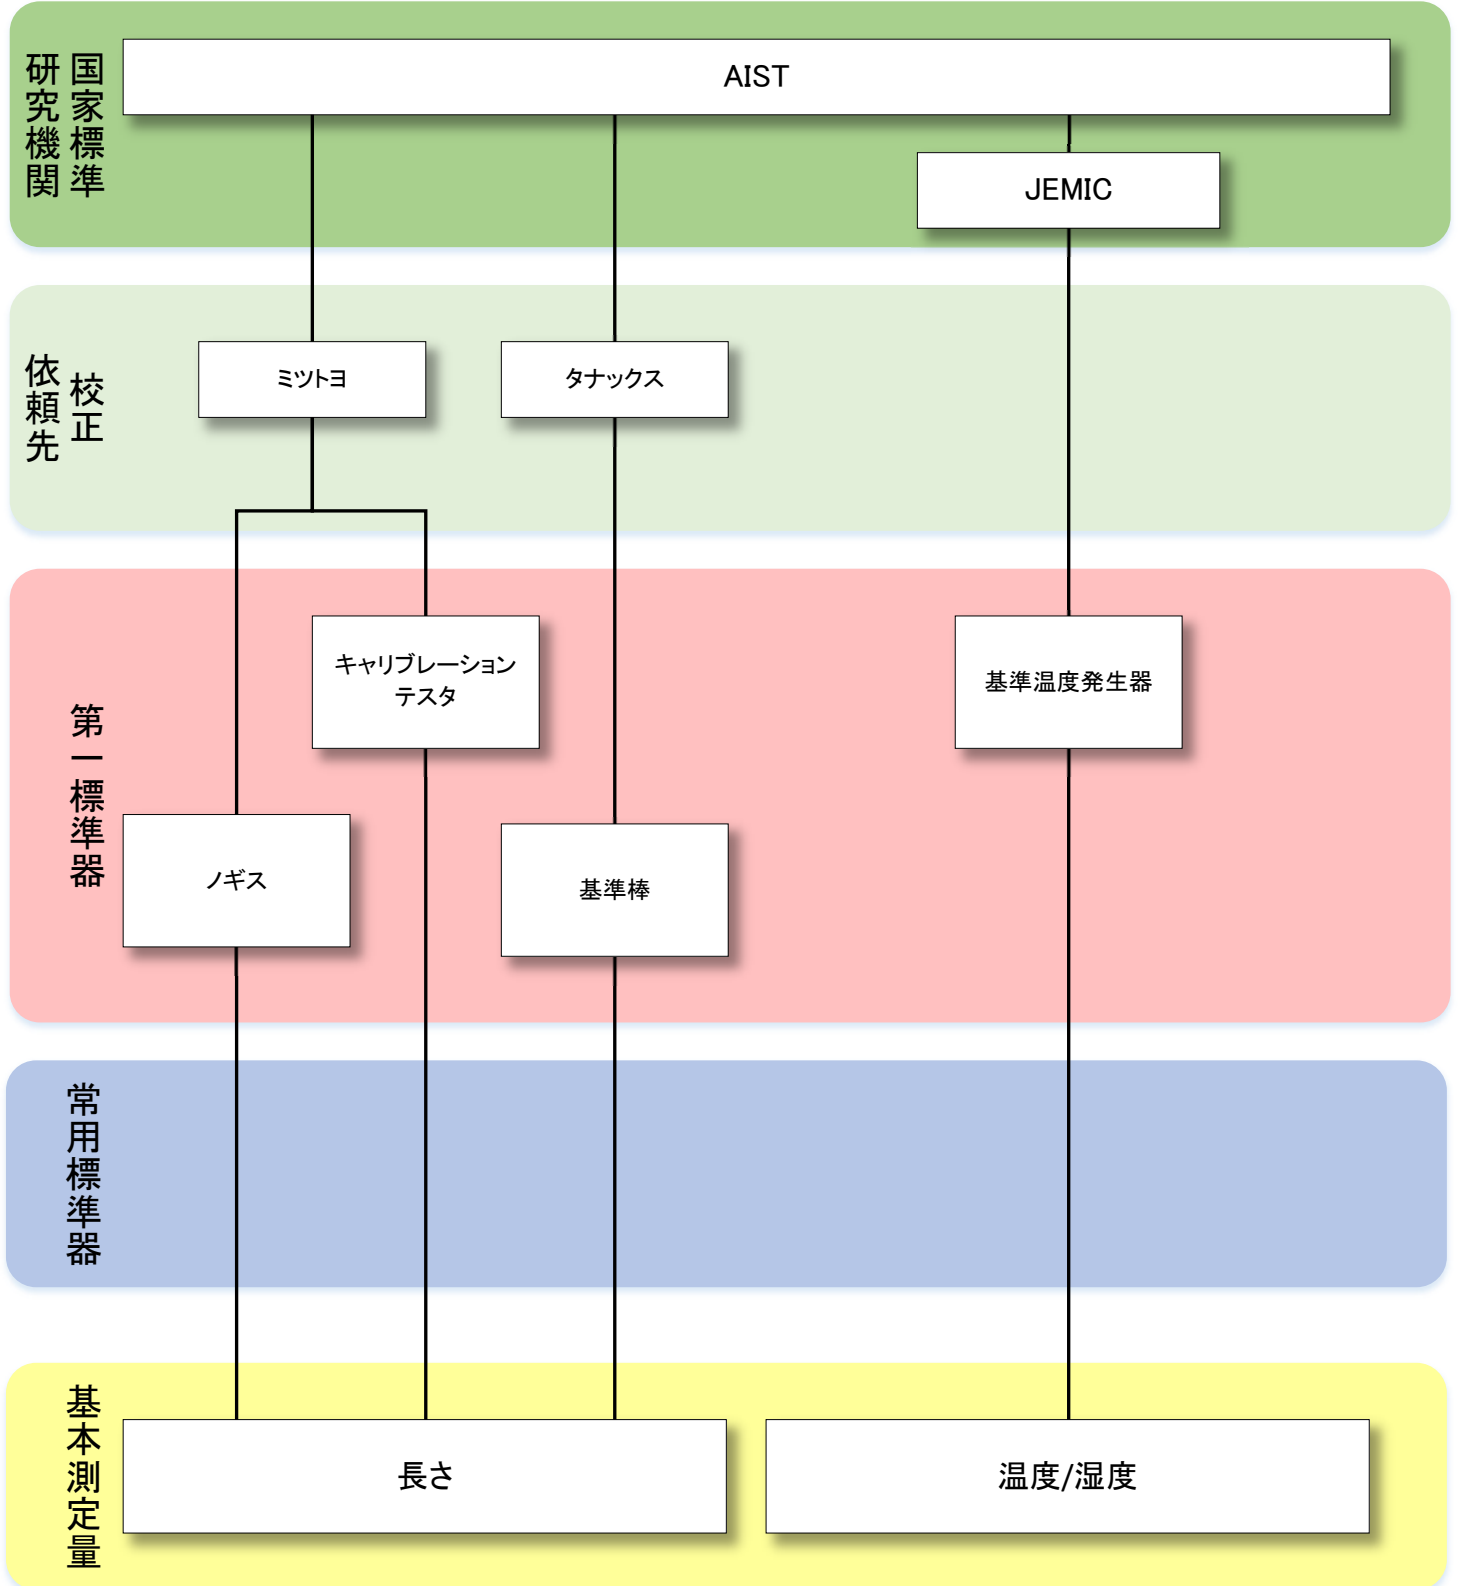 国家標準
研究機関
AIST
JEMIC
校正
依頼先
ミツトヨ
タナックス
第一標準器
キャリブレーション
テスタ
基準温度発生器
ノギス
基準棒
常用標準器
基本測定量
長さ
温度/湿度